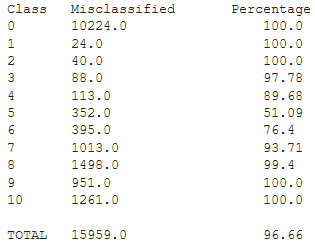 Class Misclassified Percentage
0 10224.0 100.0
1 24.0 100.0
2 40.0 100.0
3 88.0 97.78
4 113.0 89.68
5 352.0 51.09
6 395.0 76.4
7 1013.0 93.71
8 1498.0 99.4
9 951.0 100.0
10 1261.0 100.0
TOTAL 15959.0 96.66